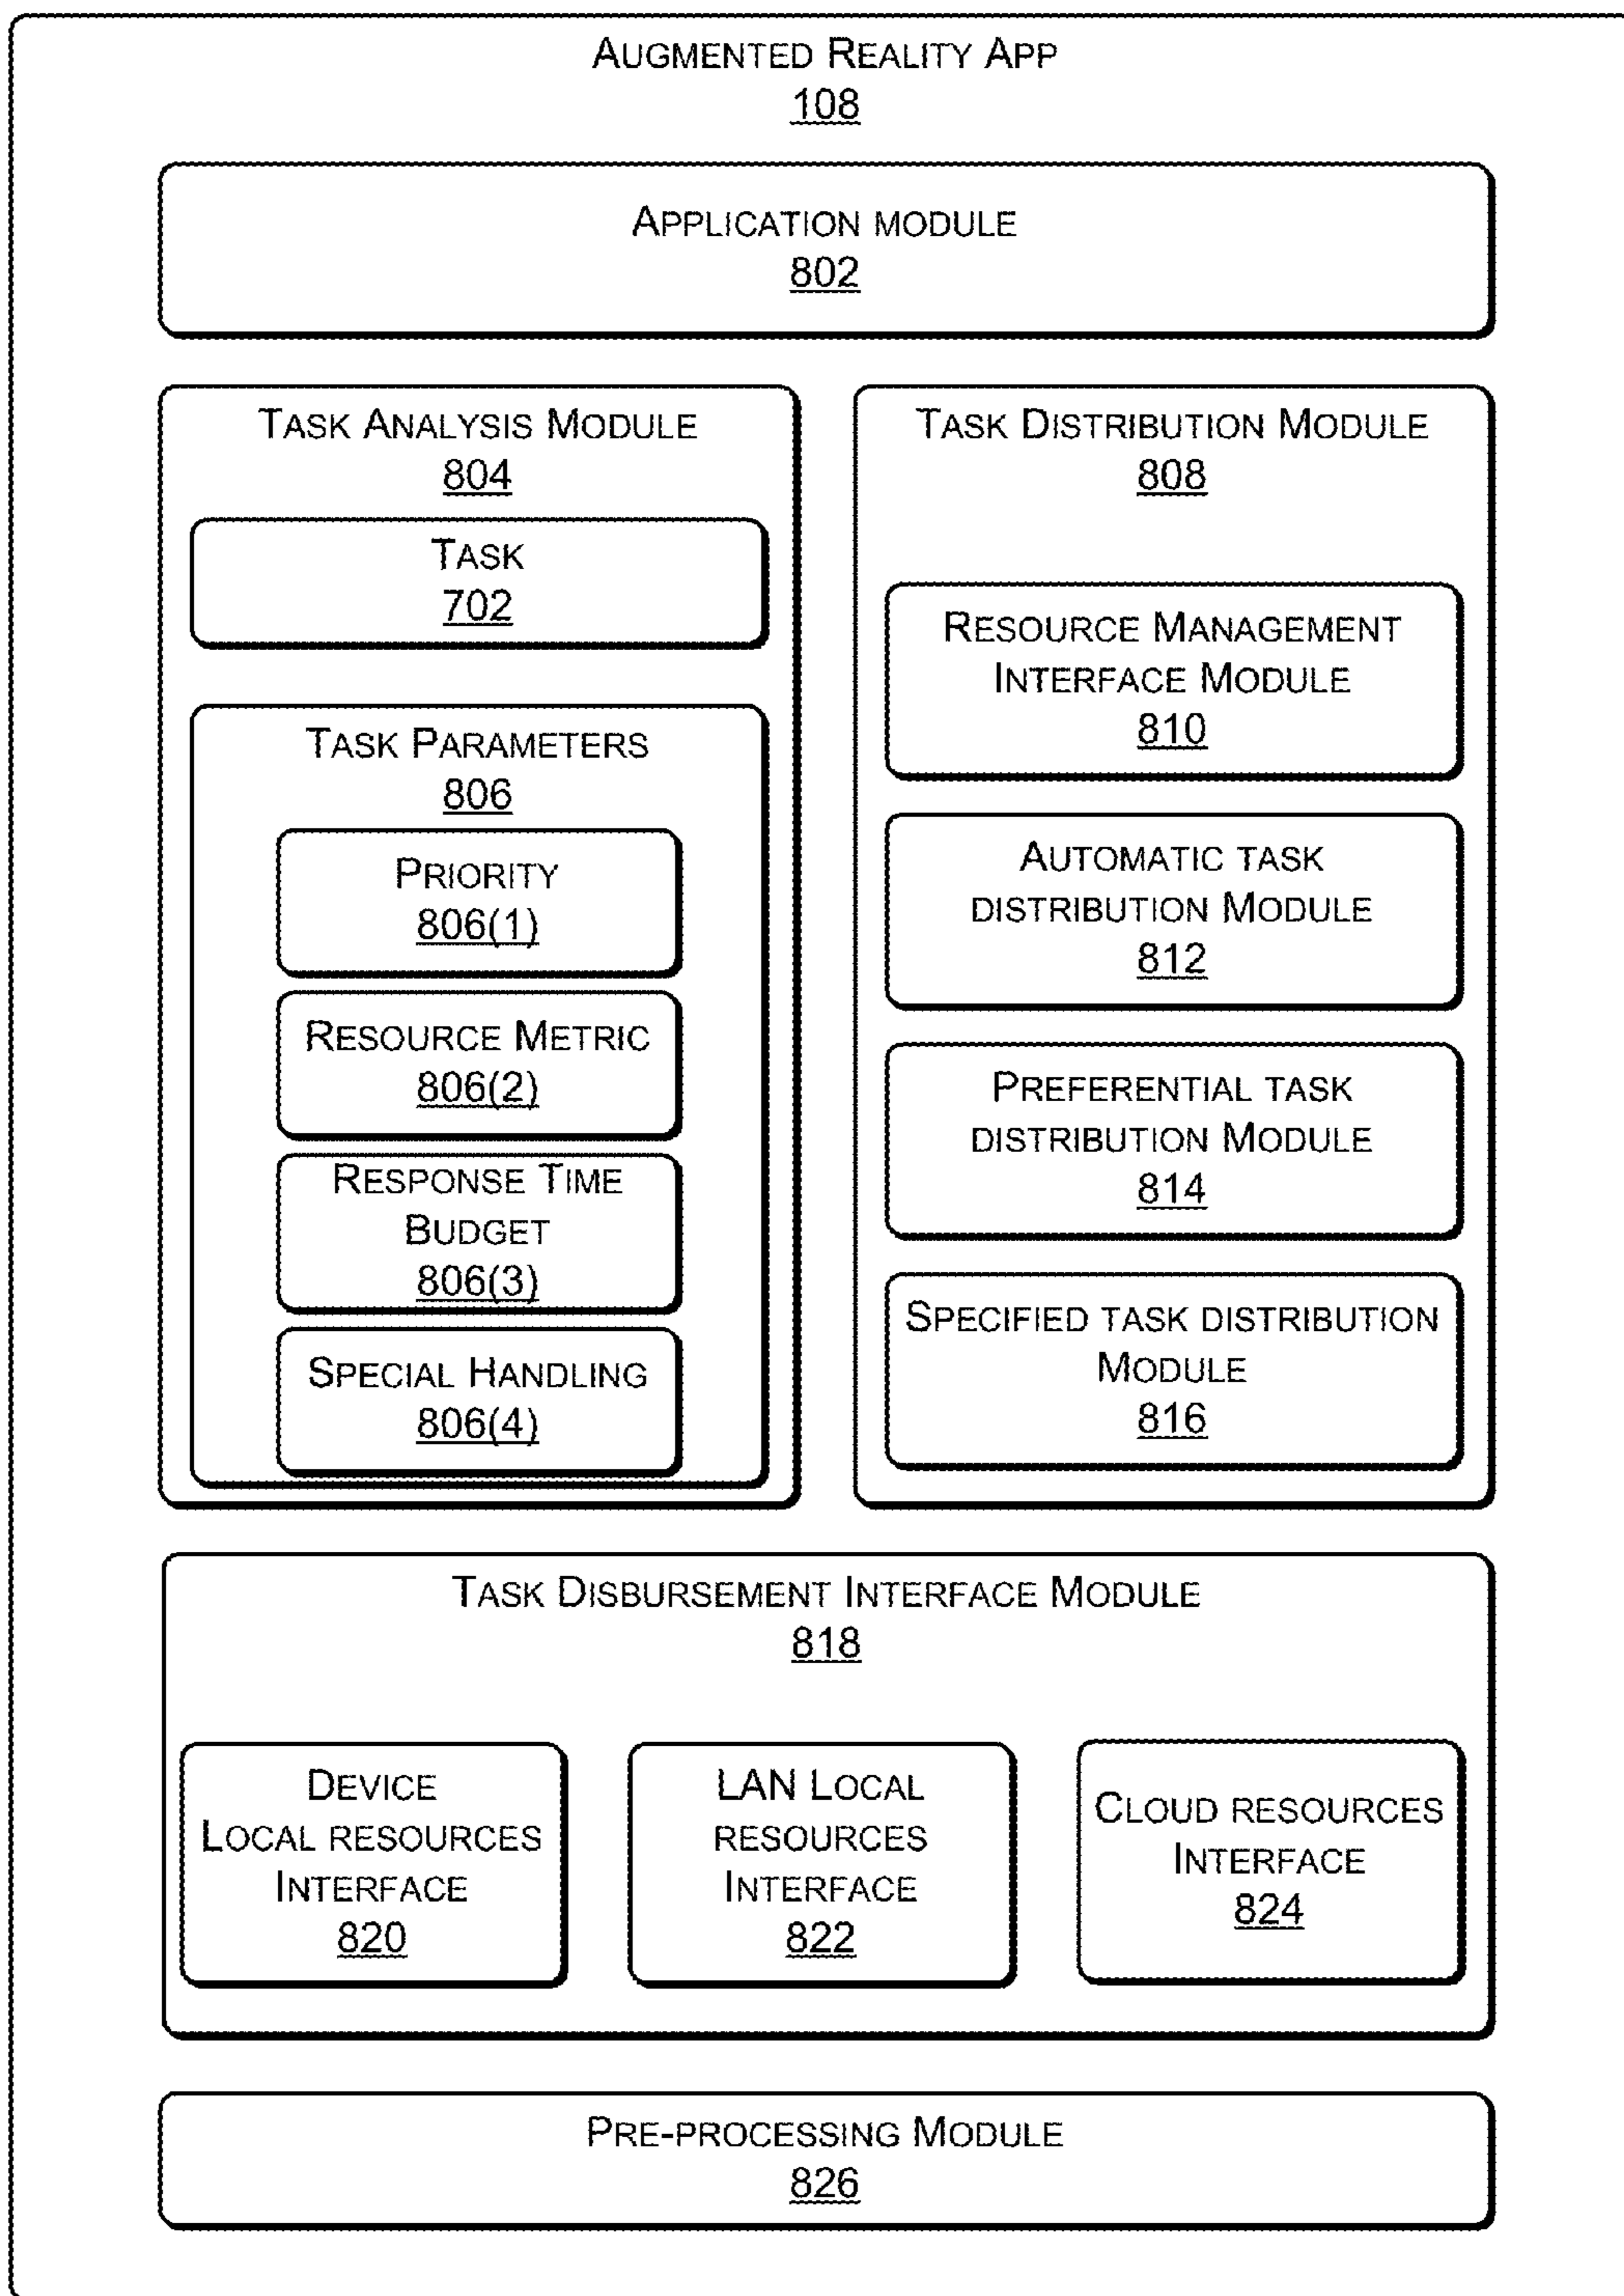 AUGMENTED REALITY APP
108
APPLICATION MODULE
802
TASK ANALYSIS MODULE
804
TASK
702
TASK PARAMETERS
806
PRIORITY
806(1)
RESOURCE METRIC
806(2)
RESPONSE TIME
BUDGET
806(3)
SPECIAL HANDLING
806(4)
TASK DISTRIBUTION MODULE
808
RESOURCE MANAGEMENT
INTERFACE MODULE
810
AUTOMATIC TASK
DISTRIBUTION MODULE
812
PREFERENTIAL TASK
DISTRIBUTION MODULE
814
SPECIFIED TASK DISTRIBUTION
MODULE
816
TASK DISBURSEMENT INTERFACE MODULE
818
DEVICE
LOCAL RESOURCES
INTERFACE
820
LAN LOCAL
RESOURCES
INTERFACE
822
CLOUD RESOURCES
INTERFACE
824
PRE-PROCESSING MODULE
826